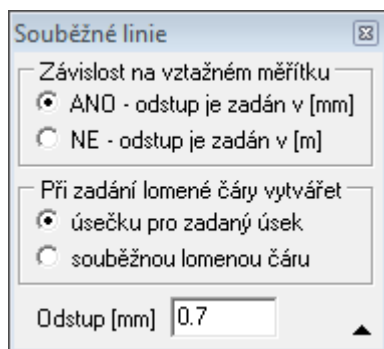 Souběžné linie
Závislost na vztažném měřítku
ANO - odstup je zadán v [mm]
NE - odstup je zadán v [m]
Při zadání lomené čáry vytvářet
úsečku pro zadaný úsek
souběžnou lomenou čáru
Odstup [mm] 0.7